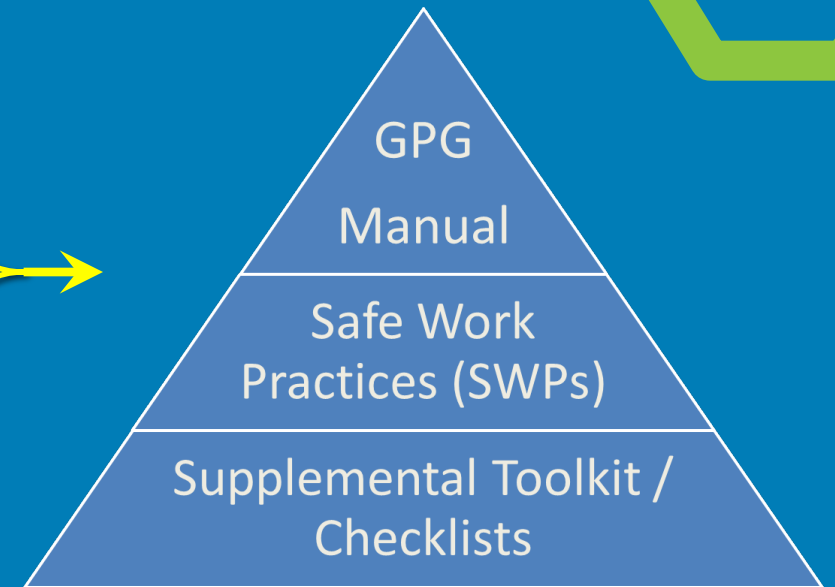 GPG
Manual
Safe Work
Practices (SWPs)
Supplemental Toolkit /
Checklists